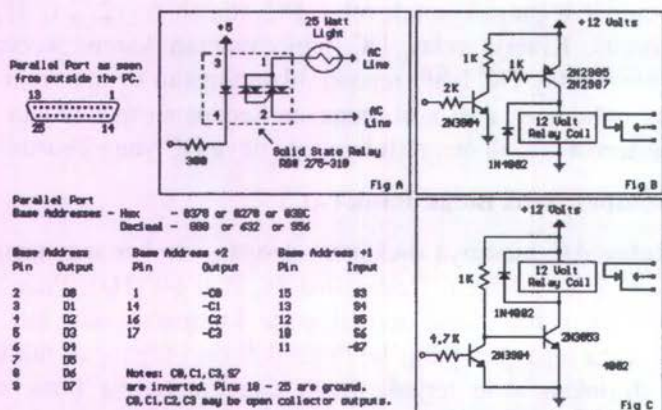 Parallel Port as seen
from outside the PC.
13
25
14
+5
25 Watt
Light
3
1
AC
Line
4
2
AC
Line
300
Solid State Relay
RS# 275-310
Fig A
+12 Volts
1K
1K
2N2905
2N2907
2K
2N3904
12 Volt
Relay Coil
1N4002
Fig B
+12 Volts
1K
12 Volt
Relay Coil
1N4002
4.7K
2N3904
2N3053
4002
Fig C
Parallel Port
Base Addresses - Hex - 0378 or 0278 or 03BC
Decimal - 888 or 632 or 956
Base Address
Base Address +2
Base Address +1
Pin Output
Pin Output
Pin Input
2 D0 1 -C0 15 S3
3 D1 14 -C1 13 S4
4 D2 16 C2 12 S5
5 D3 17 -C3 10 S6
6 D4 11 -S7
7 D5
8 D6
9 D7
Notes: C0,C1,C3,S7
are inverted. Pins 18 - 25 are ground.
C0,C1,C2,C3 may be open collector outputs.